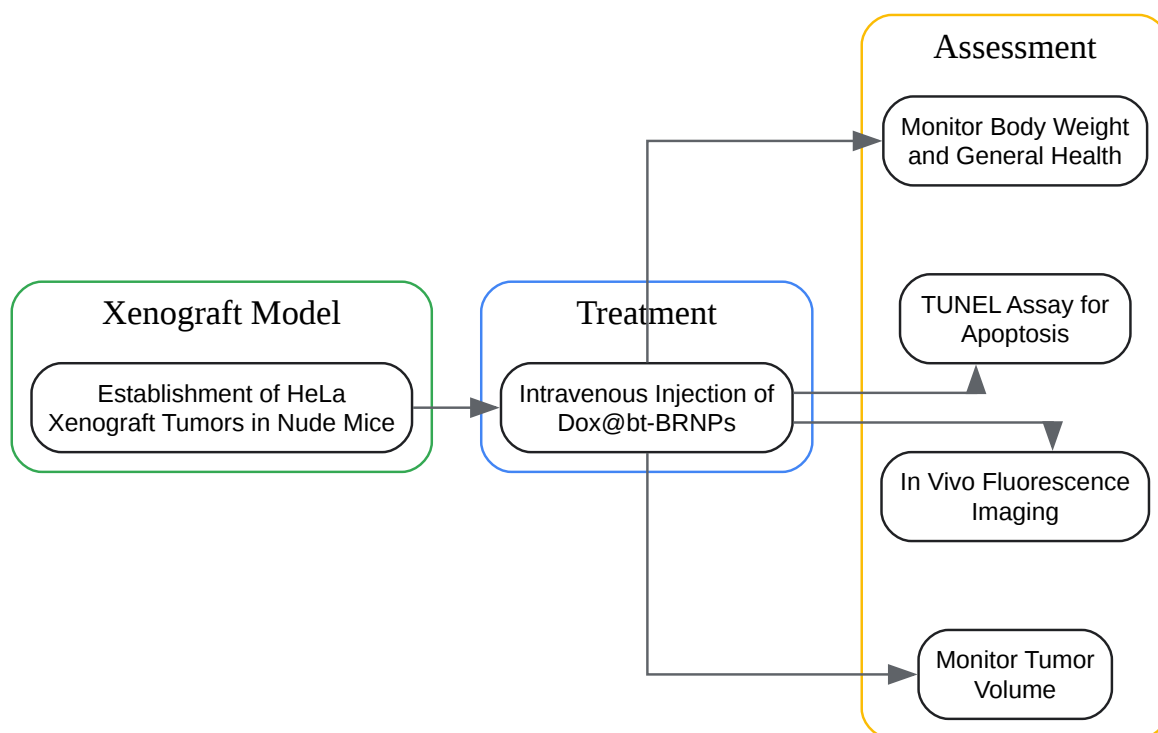 Xenograft Model
Establishment of HeLa
Xenograft Tumors in Nude Mice
Treatment
Intravenous Injection of
Dox@bt-BRNPs
Assessment
Monitor Body Weight
and General Health
TUNEL Assay for
Apoptosis
In Vivo Fluorescence
Imaging
Monitor Tumor
Volume